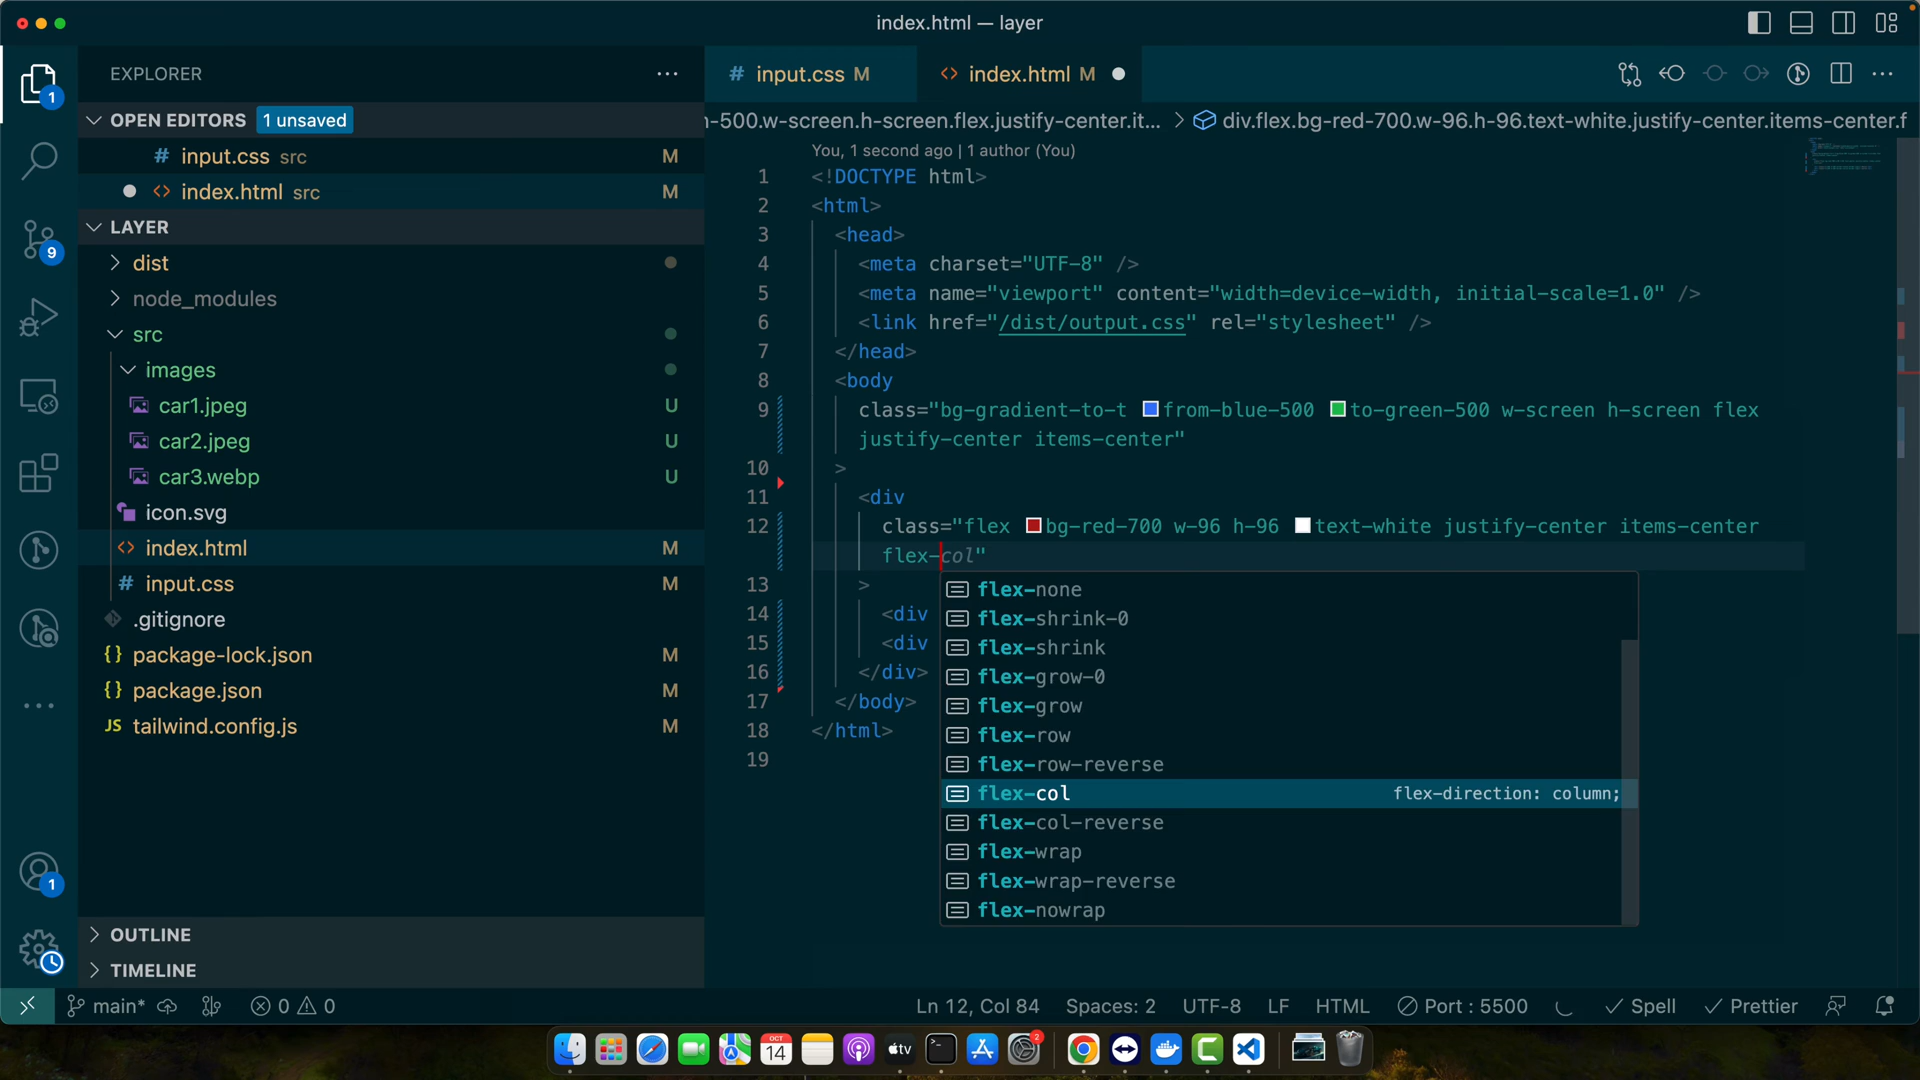 index.html — layer
EXPLORER
OPEN EDITORS 1 unsaved
# input.css src M
<> index.html src M
LAYER
dist
node_modules
src
images
car1.jpeg U
car2.jpeg U
car3.webp U
icon.svg
<> index.html M
# input.css M
.gitignore
{} package-lock.json M
{} package.json M
JS tailwind.config.js M
OUTLINE
TIMELINE
1
9
1
# input.css M
<> index.html M
-500.w-screen.h-screen.flex.justify-center.it... > div.flex.bg-red-700.w-96.h-96.text-white.justify-center.items-center.f
You, 1 second ago | 1 author (You)
1 <!DOCTYPE html>
2 <html>
3 <head>
4 <meta charset="UTF-8" />
5 <meta name="viewport" content="width=device-width, initial-scale=1.0" />
6 <link href="/dist/output.css" rel="stylesheet" />
7 </head>
8 <body
9 class="bg-gradient-to-t from-blue-500 to-green-500 w-screen h-screen flex
justify-center items-center"
10 >
11 <div
12 class="flex bg-red-700 w-96 h-96 text-white justify-center items-center
flex-col"
13 >
14 <div
15 <div
16 </div>
17 </body>
18 </html>
19
flex-none
flex-shrink-0
flex-shrink
flex-grow-0
flex-grow
flex-row
flex-row-reverse
flex-col flex-direction: column;
flex-col-reverse
flex-wrap
flex-wrap-reverse
flex-nowrap
main* 0 0 Ln 12, Col 84 Spaces: 2 UTF-8 LF HTML Port : 5500 Spell Prettier
OCT
14
tv
2